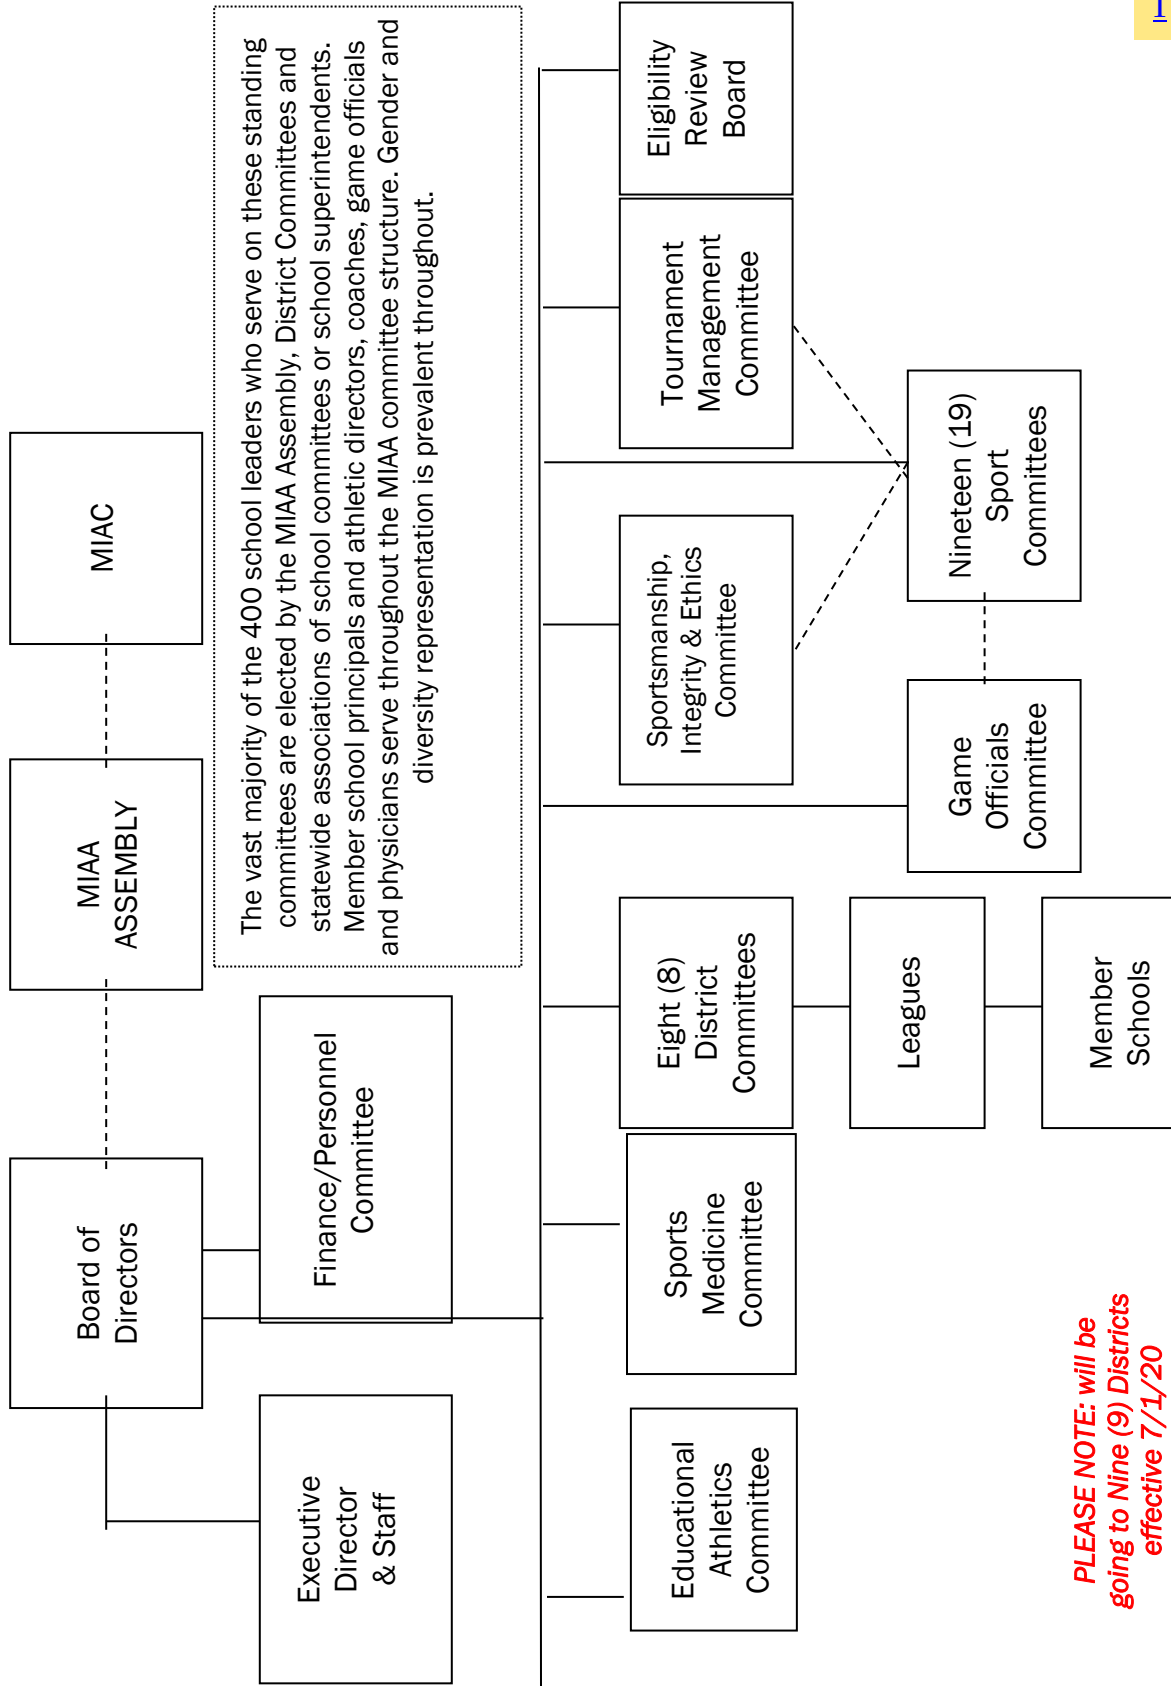 Board of
Directors
MIAA
ASSEMBLY
MIAC
Executive
Director
& Staff
Finance/Personnel
Committee
The vast majority of the 400 school leaders who serve on these standing
committees are elected by the MIAA Assembly, District Committees and
statewide associations of school committees or school superintendents.
Member school principals and athletic directors, coaches, game officials
and physicians serve throughout the MIAA committee structure. Gender and
diversity representation is prevalent throughout.
Educational
Athletics
Committee
Sports
Medicine
Committee
Eight (8)
District
Committees
Sportsmanship,
Integrity & Ethics
Committee
Tournament
Management
Committee
Eligibility
Review
Board
Leagues
Game
Officials
Committee
Nineteen (19)
Sport
Committees
Member
Schools
PLEASE NOTE: will be
going to Nine (9) Districts
effective 7/1/20